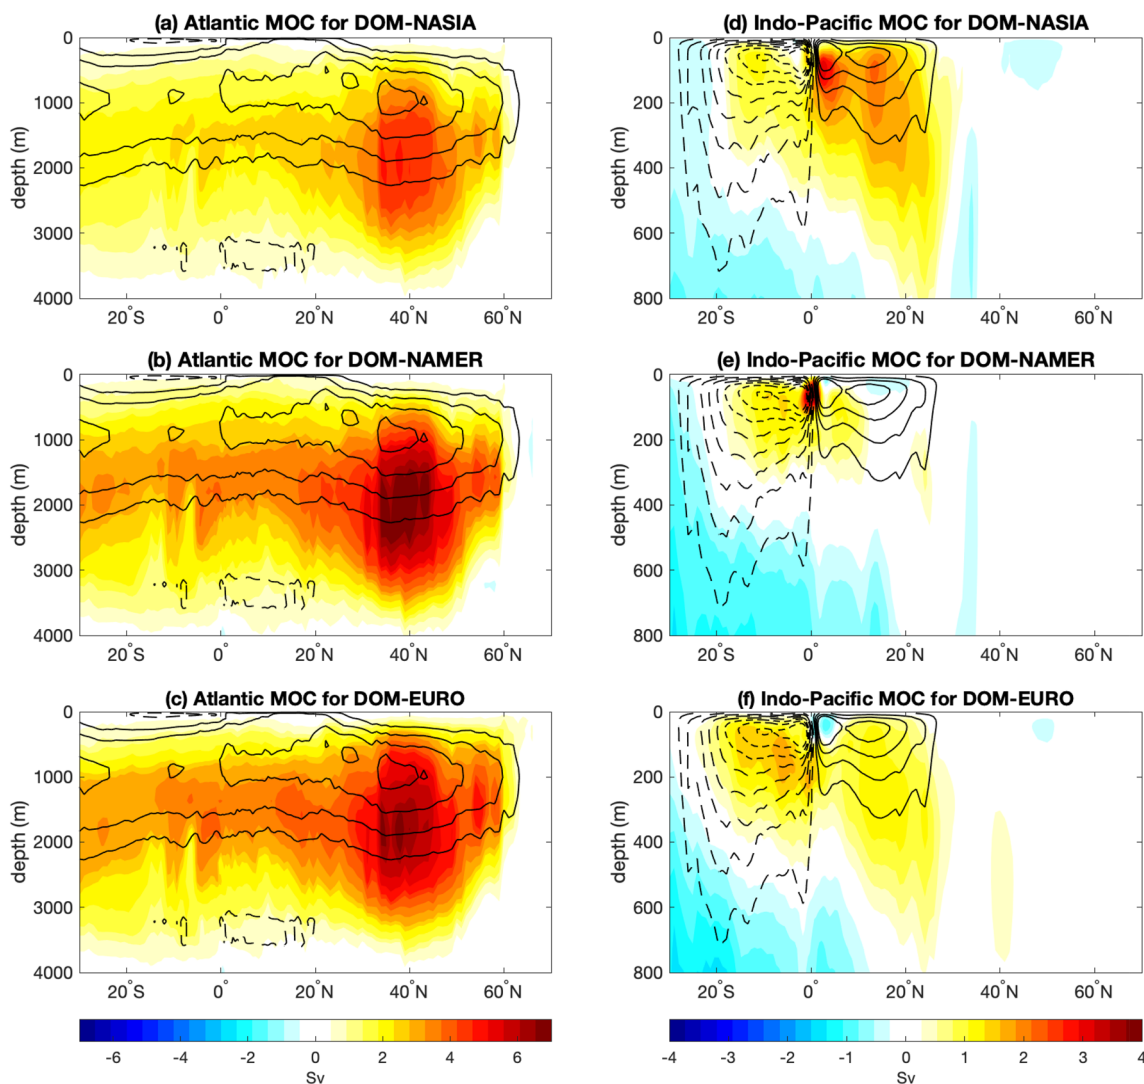 (a) Atlantic MOC for DOM-NASIA
0
1000
2000
3000
4000
depth (m)
20°S 0° 20°N 40°N 60°N
(d) Indo-Pacific MOC for DOM-NASIA
0
200
400
600
800
depth (m)
20°S 0° 20°N 40°N 60°N
(b) Atlantic MOC for DOM-NAMER
0
1000
2000
3000
4000
depth (m)
20°S 0° 20°N 40°N 60°N
(e) Indo-Pacific MOC for DOM-NAMER
0
200
400
600
800
depth (m)
20°S 0° 20°N 40°N 60°N
(c) Atlantic MOC for DOM-EURO
0
1000
2000
3000
4000
depth (m)
20°S 0° 20°N 40°N 60°N
(f) Indo-Pacific MOC for DOM-EURO
0
200
400
600
800
depth (m)
20°S 0° 20°N 40°N 60°N
-6 -4 -2 0 2 4 6
Sv
-4 -3 -2 -1 0 1 2 3 4
Sv